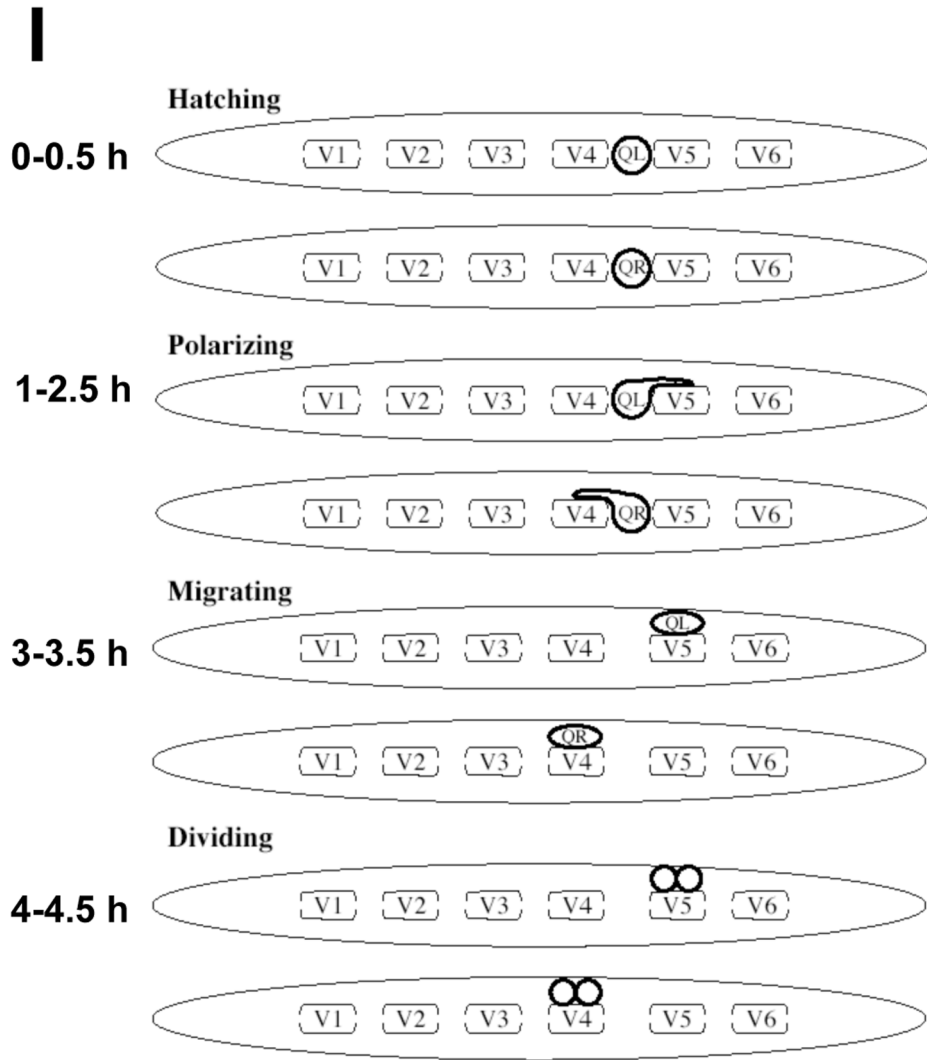 I
Hatching
0-0.5 h
V1 V2 V3 V4 QL V5 V6
V1 V2 V3 V4 QR V5 V6
Polarizing
1-2.5 h
V1 V2 V3 V4 QL V5 V6
V1 V2 V3 V4 QR V5 V6
Migrating
3-3.5 h
QL
V1 V2 V3 V4 V5 V6
QR
V1 V2 V3 V4 V5 V6
Dividing
4-4.5 h
V1 V2 V3 V4 V5 V6
V1 V2 V3 V4 V5 V6